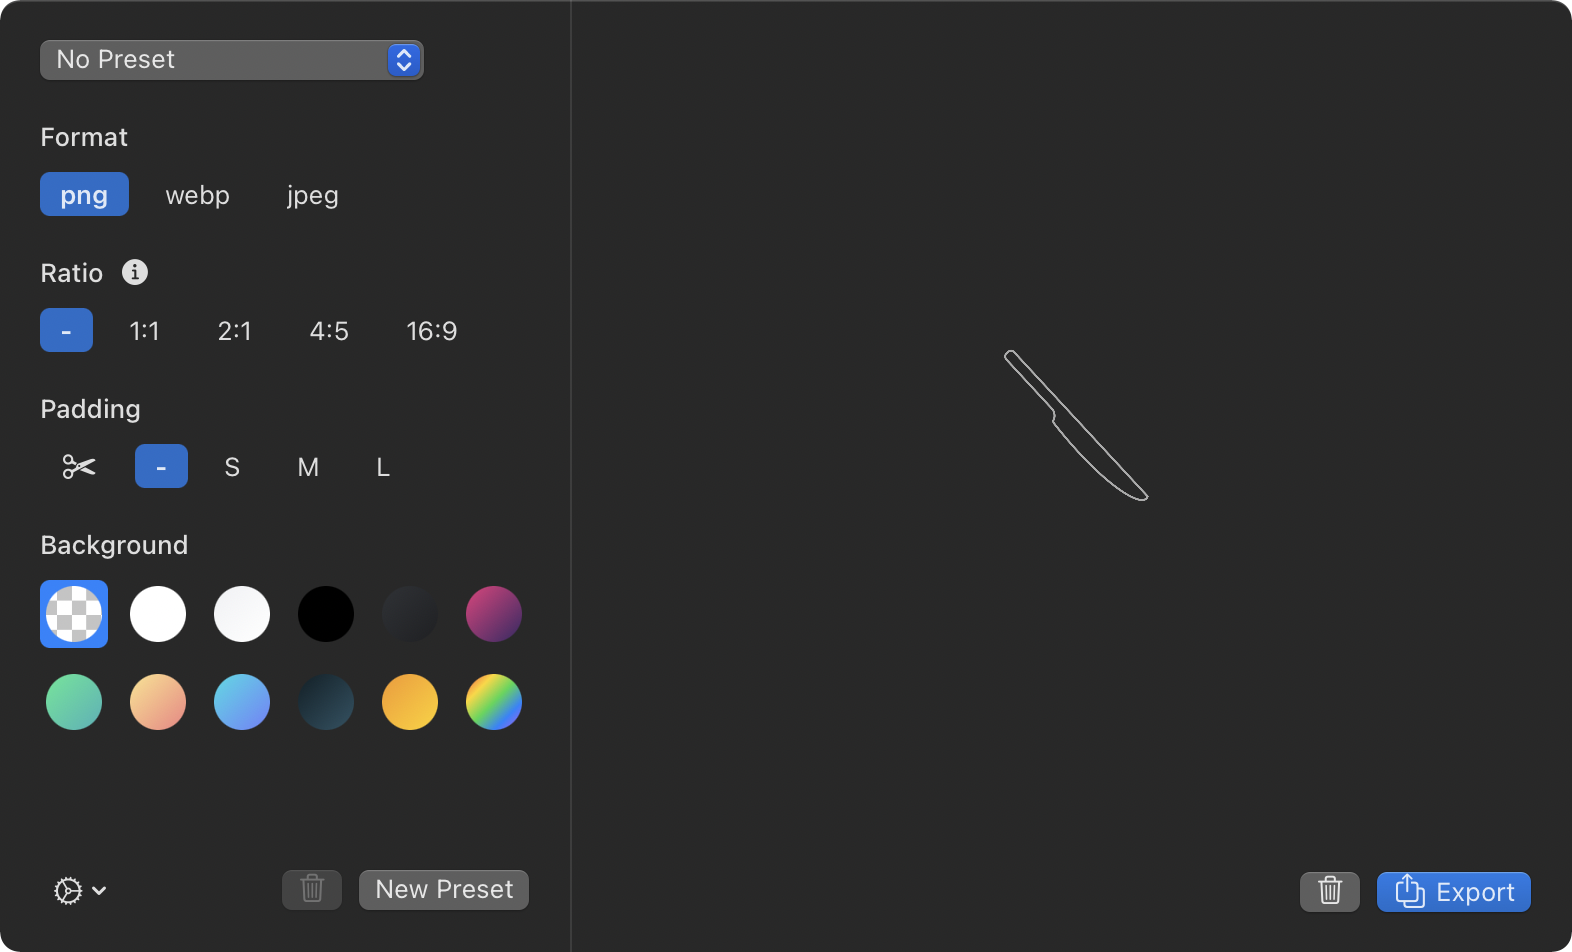 No Preset
Format
png webp jpeg
Ratio
- 1:1 2:1 4:5 16:9
Padding
- S M L
Background
New Preset
Export